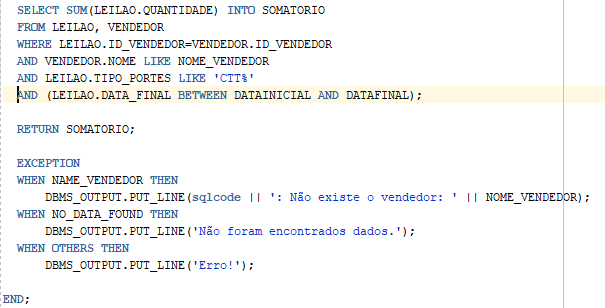 SELECT SUM(LEILAO.QUANTIDADE) INTO SOMATORIO
FROM LEILAO, VENDEDOR
WHERE LEILAO.ID_VENDEDOR=VENDEDOR.ID_VENDEDOR
AND VENDEDOR.NOME LIKE NOME_VENDEDOR
AND LEILAO.TIPO_PORTES LIKE 'CTT%'
AND (LEILAO.DATA_FINAL BETWEEN DATAINICIAL AND DATAFINAL);
RETURN SOMATORIO;
EXCEPTION
WHEN NAME_VENDEDOR THEN
DBMS_OUTPUT.PUT_LINE(sqlcode || ': Não existe o vendedor: ' || NOME_VENDEDOR);
WHEN NO_DATA_FOUND THEN
DBMS_OUTPUT.PUT_LINE('Não foram encontrados dados.');
WHEN OTHERS THEN
DBMS_OUTPUT.PUT_LINE('Erro!');
END;